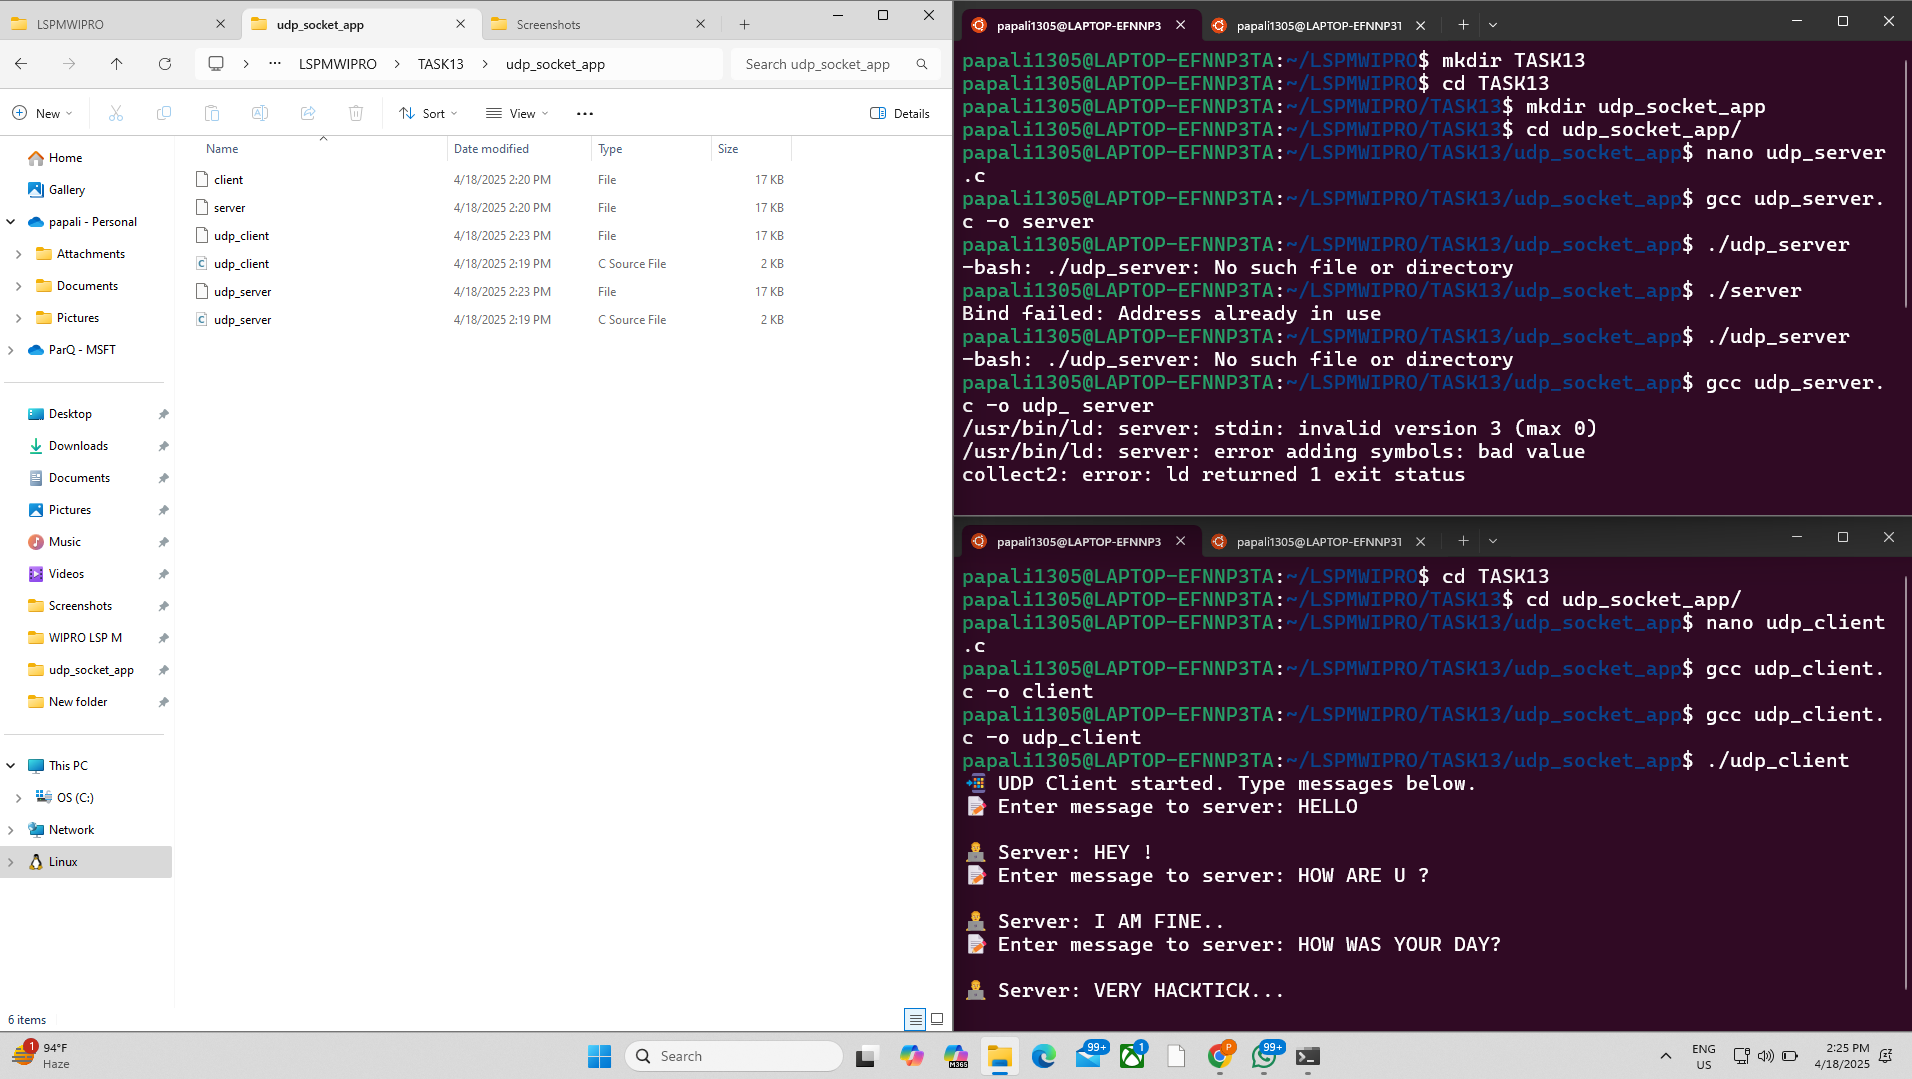 LSPMWIPRO
udp_socket_app
Screenshots
LSPMWIPRO
TASK13
udp_socket_app
Search udp_socket_app
New
Sort
View
Details
Name
Date modified
Type
Size
client 4/18/2025 2:20 PM File 17 KB
server 4/18/2025 2:20 PM File 17 KB
udp_client 4/18/2025 2:23 PM File 17 KB
udp_client 4/18/2025 2:19 PM C Source File 2 KB
udp_server 4/18/2025 2:23 PM File 17 KB
udp_server 4/18/2025 2:19 PM C Source File 2 KB
Home
Gallery
papali - Personal
Attachments
Documents
Pictures
ParQ - MSFT
Desktop
Downloads
Documents
Pictures
Music
Videos
Screenshots
WIPRO LSP M
udp_socket_app
New folder
This PC
OS (C:)
Network
Linux
6 items
papali1305@LAPTOP-EFNNP3
papali1305@LAPTOP-EFNNP3T
papali1305@LAPTOP-EFNNP3TA:~/LSPMWIPRO$ mkdir TASK13
papali1305@LAPTOP-EFNNP3TA:~/LSPMWIPRO$ cd TASK13
papali1305@LAPTOP-EFNNP3TA:~/LSPMWIPRO/TASK13$ mkdir udp_socket_app
papali1305@LAPTOP-EFNNP3TA:~/LSPMWIPRO/TASK13$ cd udp_socket_app/
papali1305@LAPTOP-EFNNP3TA:~/LSPMWIPRO/TASK13/udp_socket_app$ nano udp_server
.c
papali1305@LAPTOP-EFNNP3TA:~/LSPMWIPRO/TASK13/udp_socket_app$ gcc udp_server.
c -o server
papali1305@LAPTOP-EFNNP3TA:~/LSPMWIPRO/TASK13/udp_socket_app$ ./udp_server
-bash: ./udp_server: No such file or directory
papali1305@LAPTOP-EFNNP3TA:~/LSPMWIPRO/TASK13/udp_socket_app$ ./server
Bind failed: Address already in use
papali1305@LAPTOP-EFNNP3TA:~/LSPMWIPRO/TASK13/udp_socket_app$ ./udp_server
-bash: ./udp_server: No such file or directory
papali1305@LAPTOP-EFNNP3TA:~/LSPMWIPRO/TASK13/udp_socket_app$ gcc udp_server.
c -o udp_ server
/usr/bin/ld: server: stdin: invalid version 3 (max 0)
/usr/bin/ld: server: error adding symbols: bad value
collect2: error: ld returned 1 exit status
papali1305@LAPTOP-EFNNP3
papali1305@LAPTOP-EFNNP3T
papali1305@LAPTOP-EFNNP3TA:~/LSPMWIPRO$ cd TASK13
papali1305@LAPTOP-EFNNP3TA:~/LSPMWIPRO/TASK13$ cd udp_socket_app/
papali1305@LAPTOP-EFNNP3TA:~/LSPMWIPRO/TASK13/udp_socket_app$ nano udp_client
.c
papali1305@LAPTOP-EFNNP3TA:~/LSPMWIPRO/TASK13/udp_socket_app$ gcc udp_client.
c -o client
papali1305@LAPTOP-EFNNP3TA:~/LSPMWIPRO/TASK13/udp_socket_app$ gcc udp_client.
c -o udp_client
papali1305@LAPTOP-EFNNP3TA:~/LSPMWIPRO/TASK13/udp_socket_app$ ./udp_client
UDP Client started. Type messages below.
Enter message to server: HELLO
Server: HEY !
Enter message to server: HOW ARE U ?
Server: I AM FINE..
Enter message to server: HOW WAS YOUR DAY?
Server: VERY HACKTICK...
1
94°F
Haze
Search
M365
99+
1
P
99+
ENG
US
2:25 PM
4/18/2025